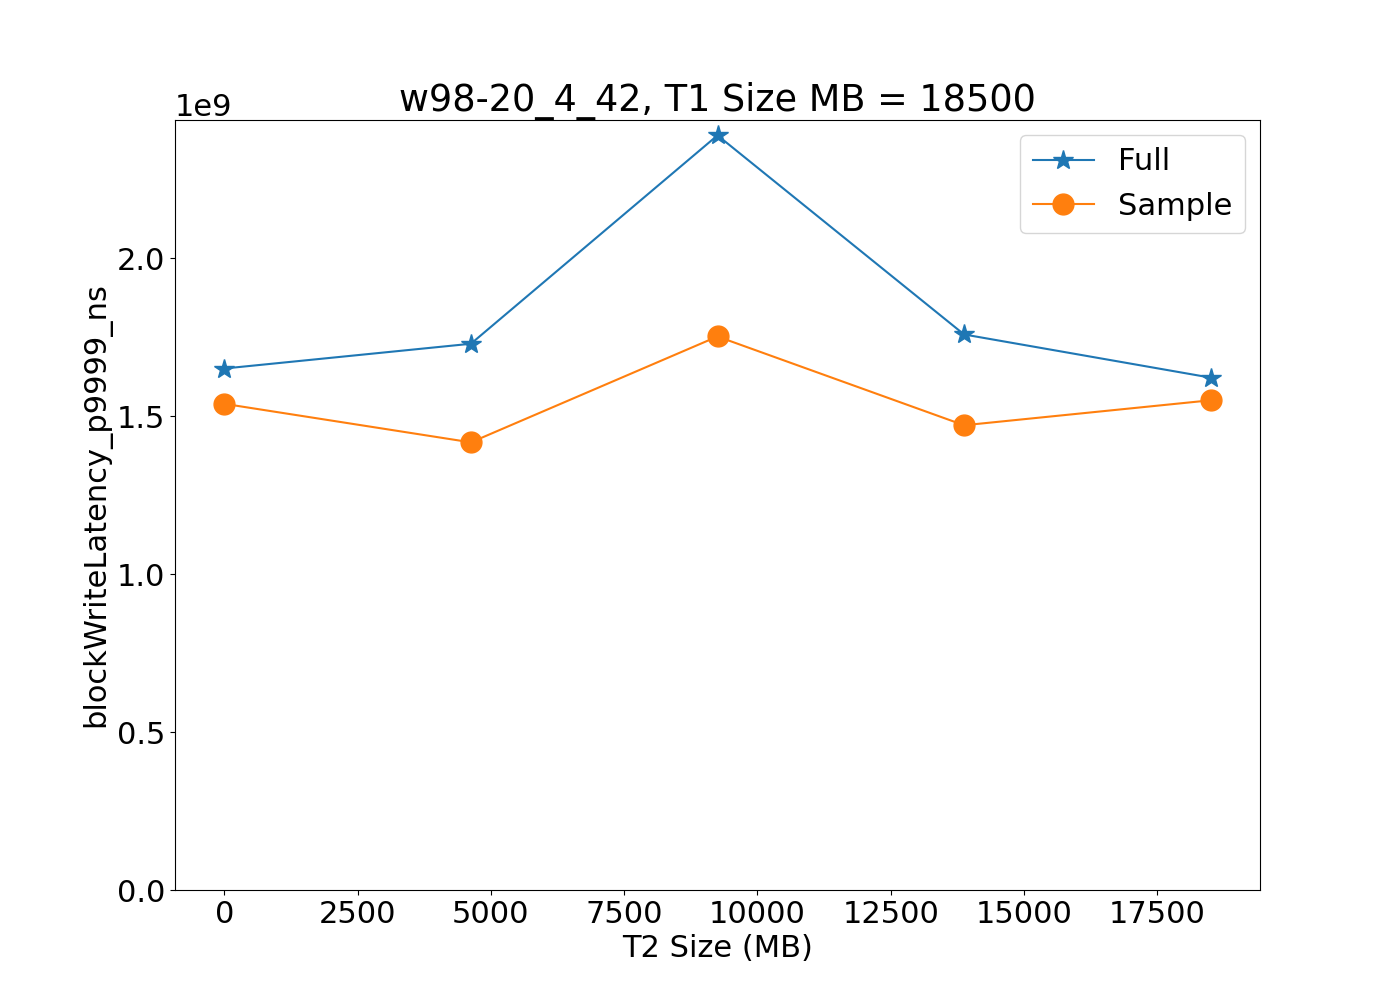 w98-20_4_42, T1 Size MB = 18500
1e9
Full
Sample
blockWriteLatency_p9999_ns
2.0
1.5
1.0
0.5
0.0
0 2500 5000 7500 10000 12500 15000 17500
T2 Size (MB)